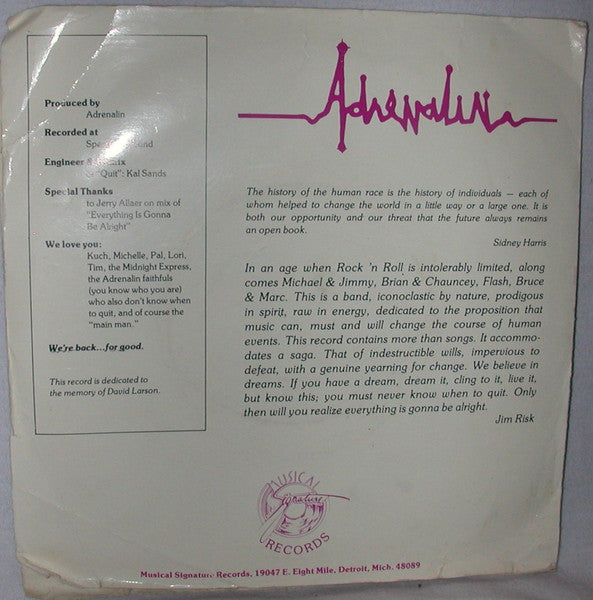 Adrenalin
Produced by
Adrenalin
Recorded at
Engineer
"Quit": Kal Sands
Special Thanks
to Jerry Allaer on mix of
"Everything Is Gonna
Be Alright"
We love you:
Kuch, Michelle, Pal, Lori,
Tim, the Midnight Express,
the Adrenalin faithfuls
(you know who you are)
who also don't know when
to quit, and of course the
"main man."
We're back...for good.
This record is dedicated to
the memory of David Larson.
The history of the human race is the history of individuals — each of
whom helped to change the world in a little way or a large one. It is
both our opportunity and our threat that the future always remains
an open book.
Sidney Harris
In an age when Rock 'n Roll is intolerably limited, along
comes Michael & Jimmy, Brian & Chauncey, Flash, Bruce
& Marc. This is a band, iconoclastic by nature, prodigous
in spirit, raw in energy, dedicated to the proposition that
music can, must and will change the course of human
events. This record contains more than songs. It accommo-
dates a saga. That of indestructible wills, impervious to
defeat, with a genuine yearning for change. We believe in
dreams. If you have a dream, dream it, cling to it, live it,
but know this; you must never know when to quit. Only
then will you realize everything is gonna be alright.
Jim Risk
MUSICAL
Signature
RECORDS
Musical Signature Records, 19047 E. Eight Mile, Detroit, Mich. 48089